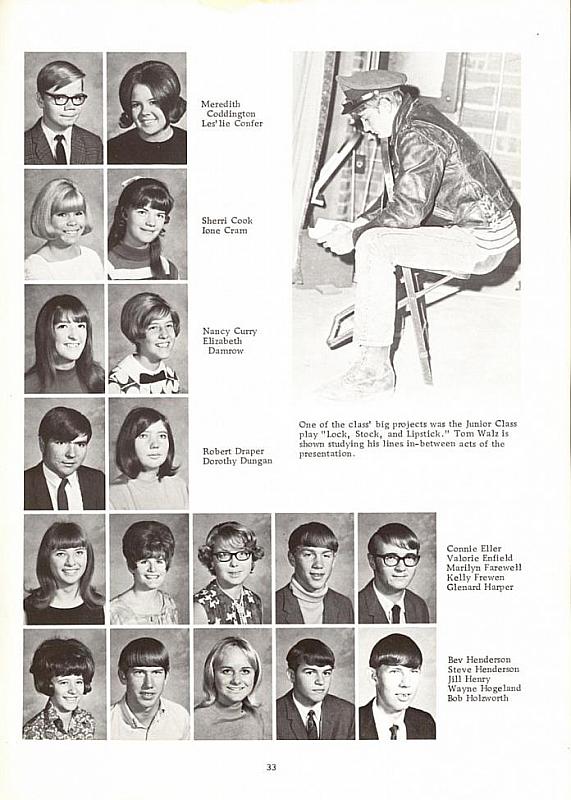 Meredith
Coddington
Les'lie Confer
Sherri Cook
Ione Cram
Nancy Curry
Elizabeth
Damrow
Robert Draper
Dorothy Dungan
One of the class' big projects was the Junior Class
play "Lock, Stock, and Lipstick." Tom Walz is
shown studying his lines in-between acts of the
presentation.
Connie Eller
Valorie Enfield
Marilyn Farewell
Kelly Frewen
Glenard Harper
Bev Henderson
Steve Henderson
Jill Henry
Wayne Hogeland
Bob Holzworth
33